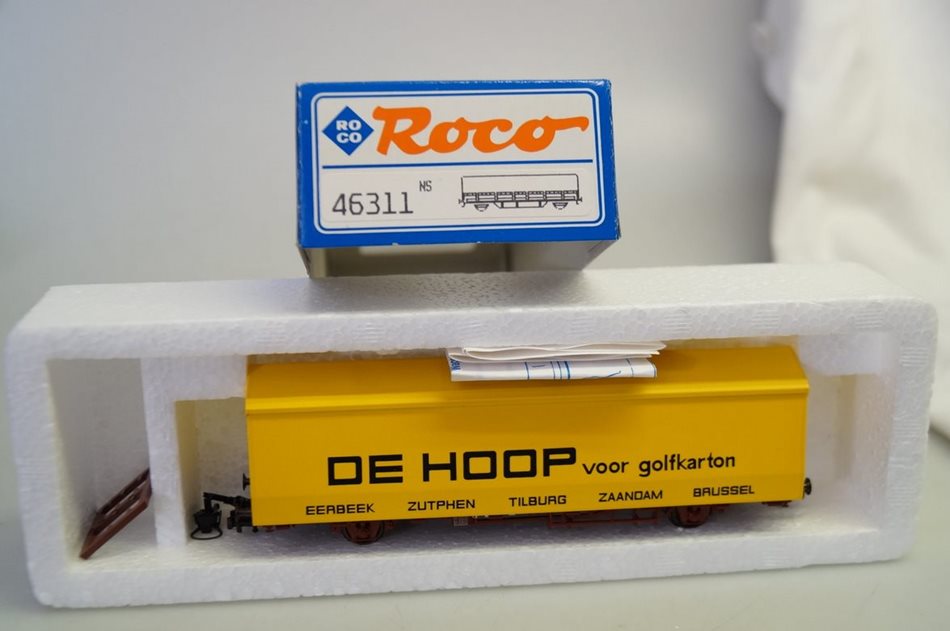 RO
CO
Roco
46311 NS
DE HOOP voor golfkarton
EERBEEK ZUTPHEN TILBURG ZAANDAM BRUSSEL